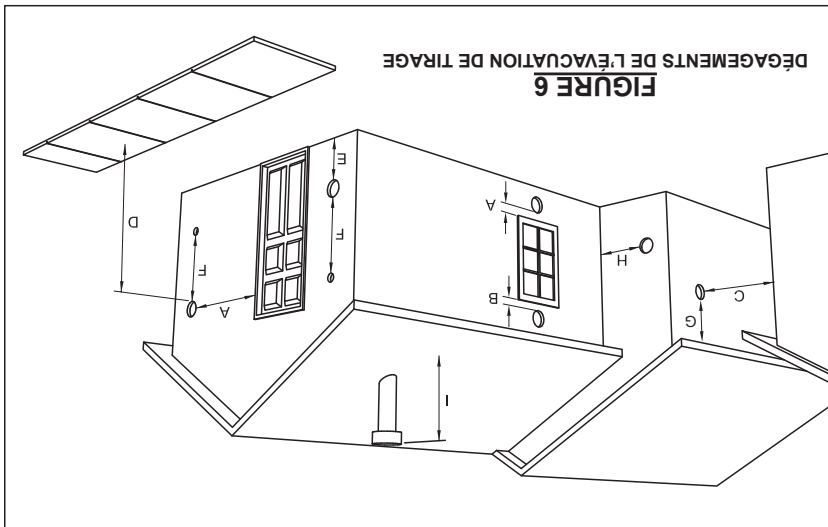 I
G
A
B
C
F
H
F
D
A
E
FIGURE 6
DÉGAGEMENTS DE L'ÉVACUATION DE TIRAGE